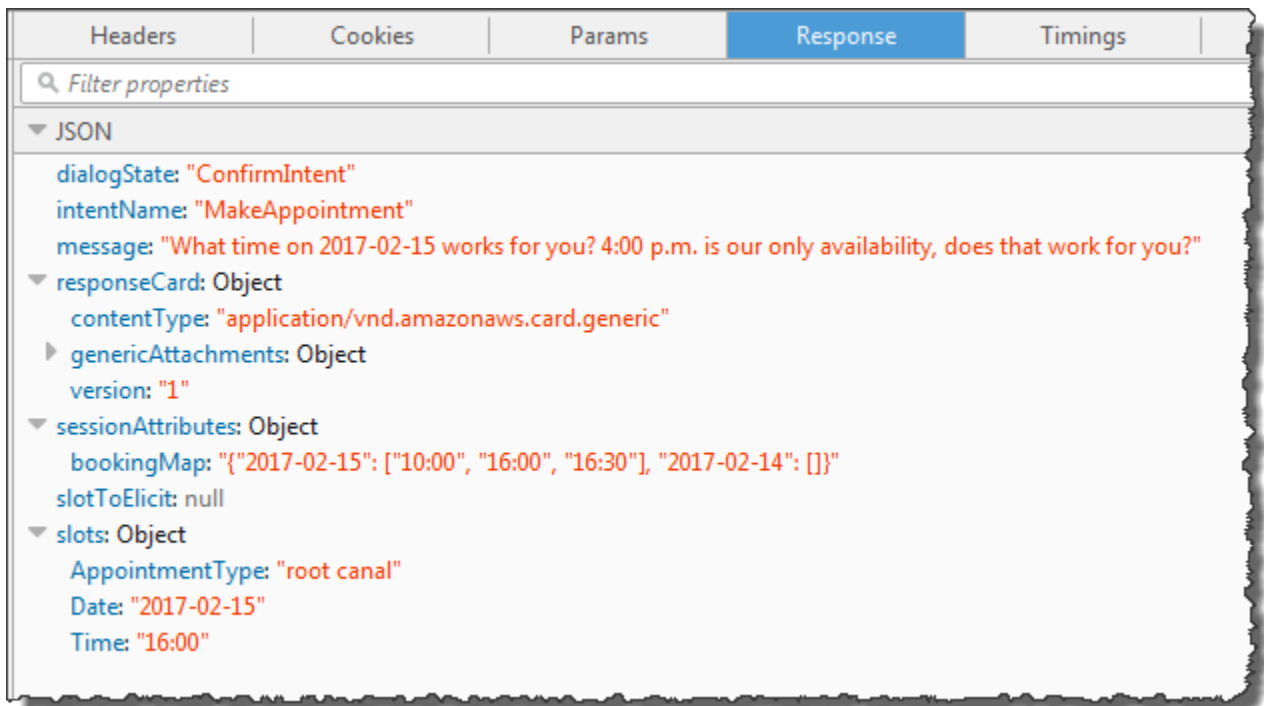 Headers Cookies Params Response Timings
Filter properties
JSON
dialogState: "ConfirmIntent"
intentName: "MakeAppointment"
message: "What time on 2017-02-15 works for you? 4:00 p.m. is our only availability, does that work for you?"
responseCard: Object
contentType: "application/vnd.amazonaws.card.generic"
genericAttachments: Object
version: "1"
sessionAttributes: Object
bookingMap: "{"2017-02-15": ["10:00", "16:00", "16:30"], "2017-02-14": []}"
slotToElicit: null
slots: Object
AppointmentType: "root canal"
Date: "2017-02-15"
Time: "16:00"